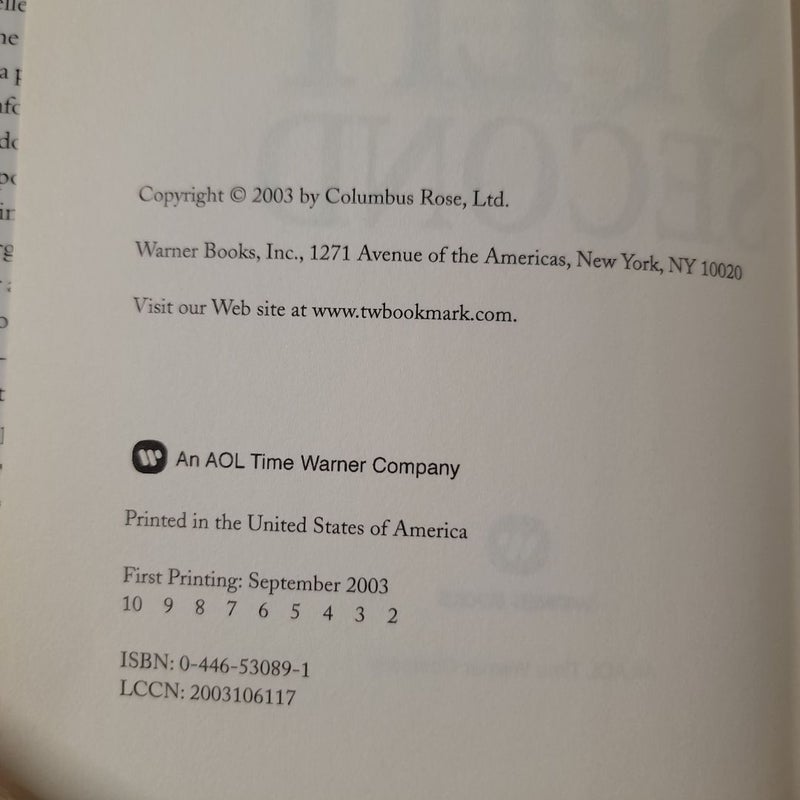 Copyright © 2003 by Columbus Rose, Ltd.
Warner Books, Inc., 1271 Avenue of the Americas, New York, NY 10020
Visit our Web site at www.twbookmark.com.
An AOL Time Warner Company
Printed in the United States of America
First Printing: September 2003
10 9 8 7 6 5 4 3 2
ISBN: 0-446-53089-1
LCCN: 2003106117